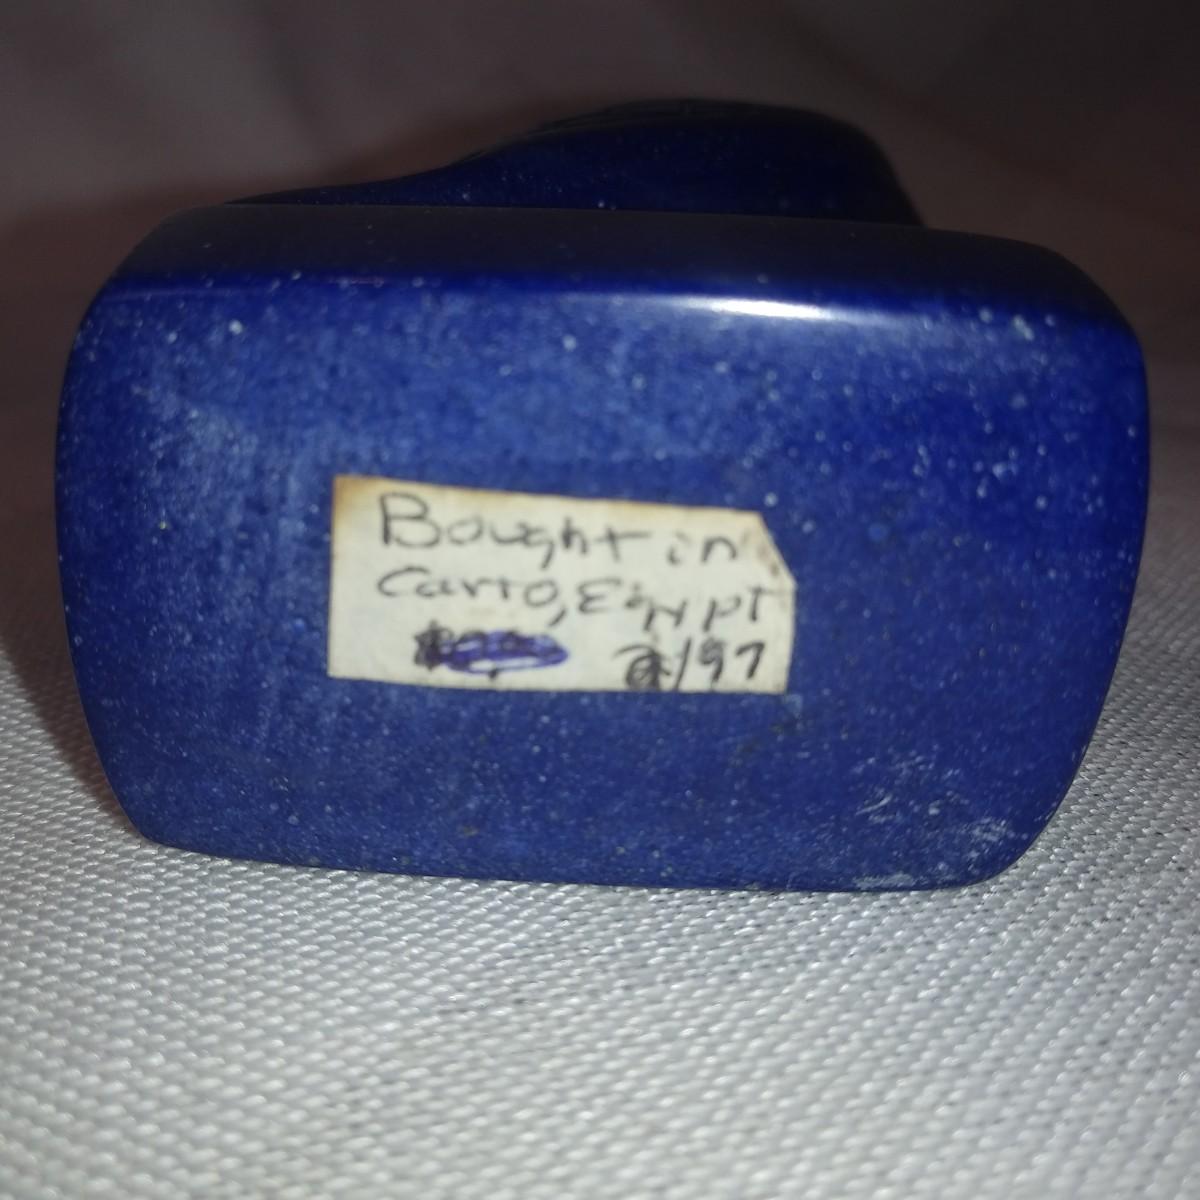 Bought in
Cairo, Egypt
2/97